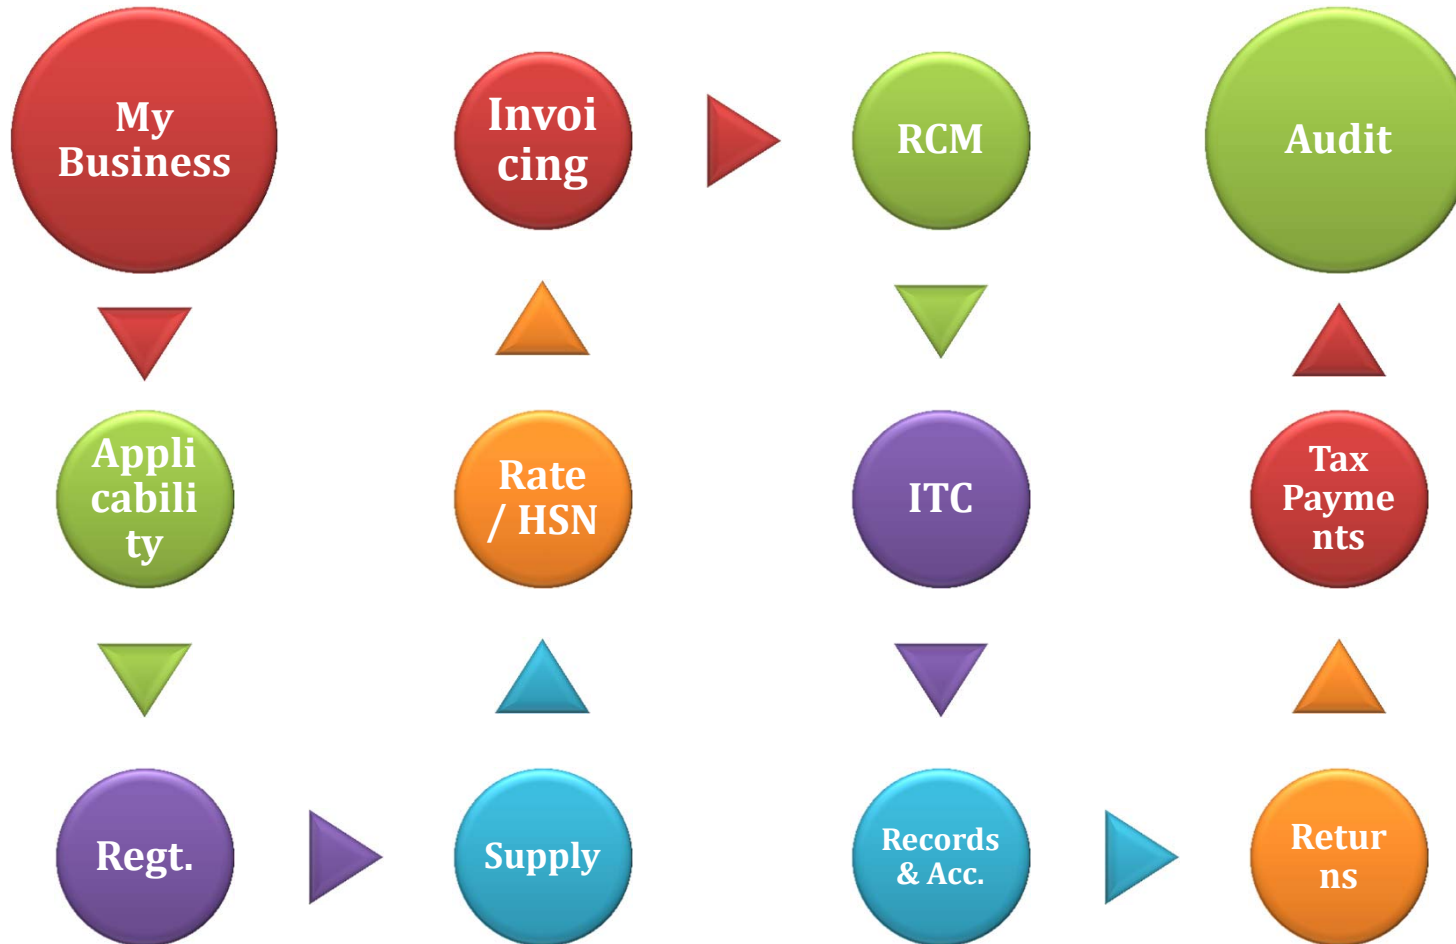 My
Business
Appli
cabili
ty
Regt.
Supply
Rate
/ HSN
Invoi
cing
RCM
ITC
Records
& Acc.
Retur
ns
Tax
Payme
nts
Audit